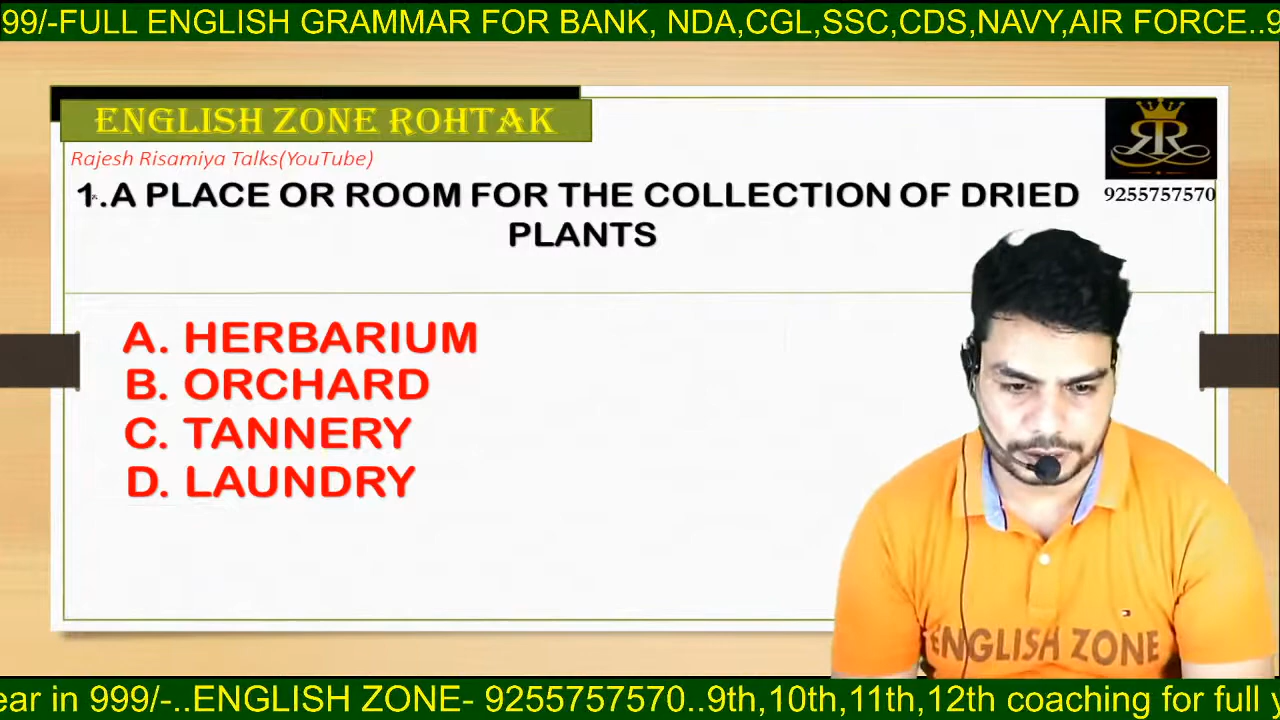 99/-FULL ENGLISH GRAMMAR FOR BANK, NDA,CGL,SSC,CDS,NAVY,AIR FORCE..9
ENGLISH ZONE ROHTAK
Rajesh Risamiya Talks(YouTube)
RR
9255757570
1.A PLACE OR ROOM FOR THE COLLECTION OF DRIED
PLANTS
A. HERBARIUM
B. ORCHARD
C. TANNERY
D. LAUNDRY
ENGLISH ZONE
ear in 999/-..ENGLISH ZONE- 9255757570..9th,10th,11th,12th coaching for full y